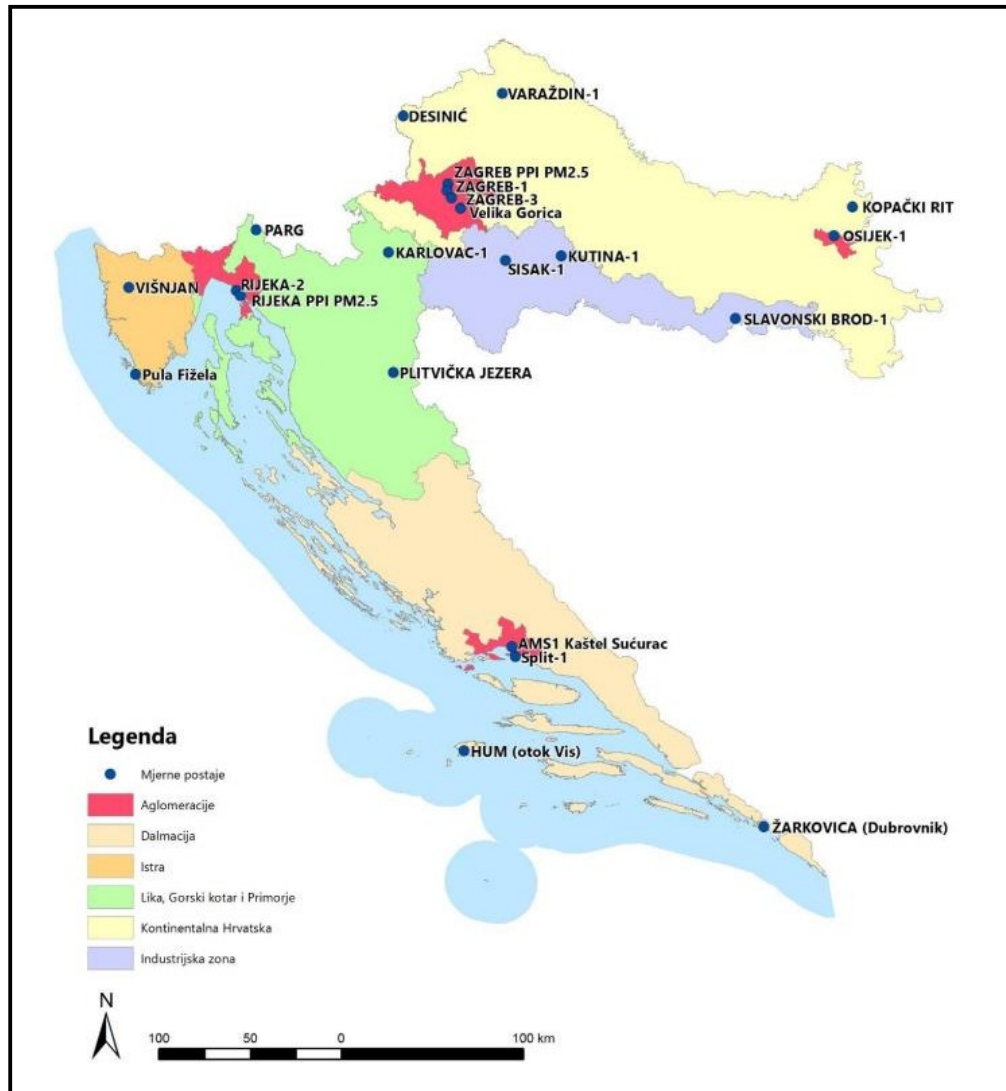 VARAŽDIN-1
DESINIĆ
ZAGREB PPI PM2.5
ZAGREB-1
ZAGREB-3
Velika Gorica
KOPAČKI RIT
OSIJEK-1
PARG
KARLOVAC-1
SISAK-1
KUTINA-1
VIŠNJAN
RIJEKA-2
RIJEKA PPI PM2.5
SLAVONSKI BROD-1
Pula Fižela
PLITVIČKA JEZERA
AMS1 Kaštel Sućurac
Split-1
HUM (otok Vis)
ŽARKOVICA (Dubrovnik)
Legenda
Mjerne postaje
Aglomeracije
Dalmacija
Istra
Lika, Gorski kotar i Primorje
Kontinentalna Hrvatska
Industrijska zona
N
100 50 0 100 km